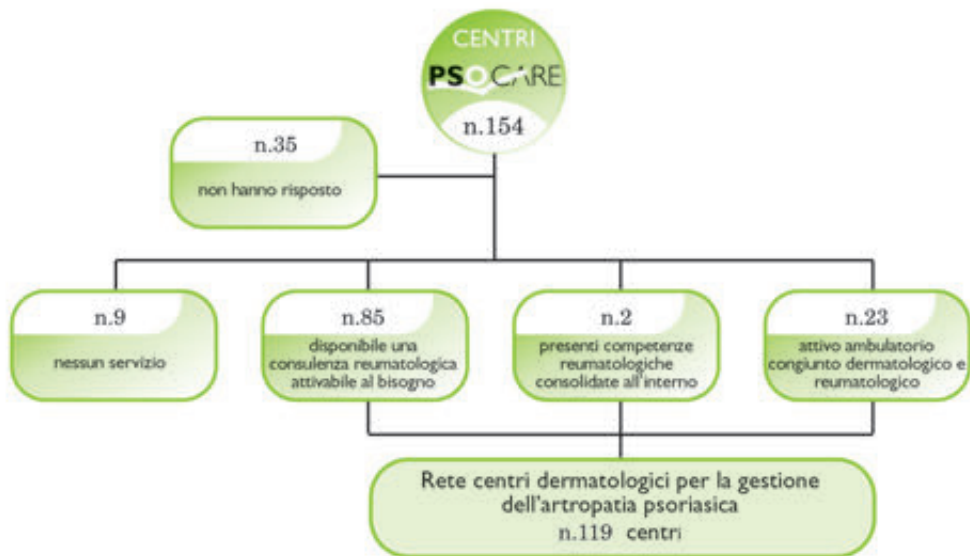 CENTRI
PSOCARE
n.154
n.35
non hanno risposto
n.9
nessun servizio
n.85
disponibile una
consulenza reumatologica
attivabile al bisogno
n.2
presenti competenze
reumatologiche
consolidate all'interno
n.23
attivo ambulatorio
congiunto dermatologico e
reumatologico
Rete centri dermatologici per la gestione
dell'artropatia psoriasica
n.119 centri